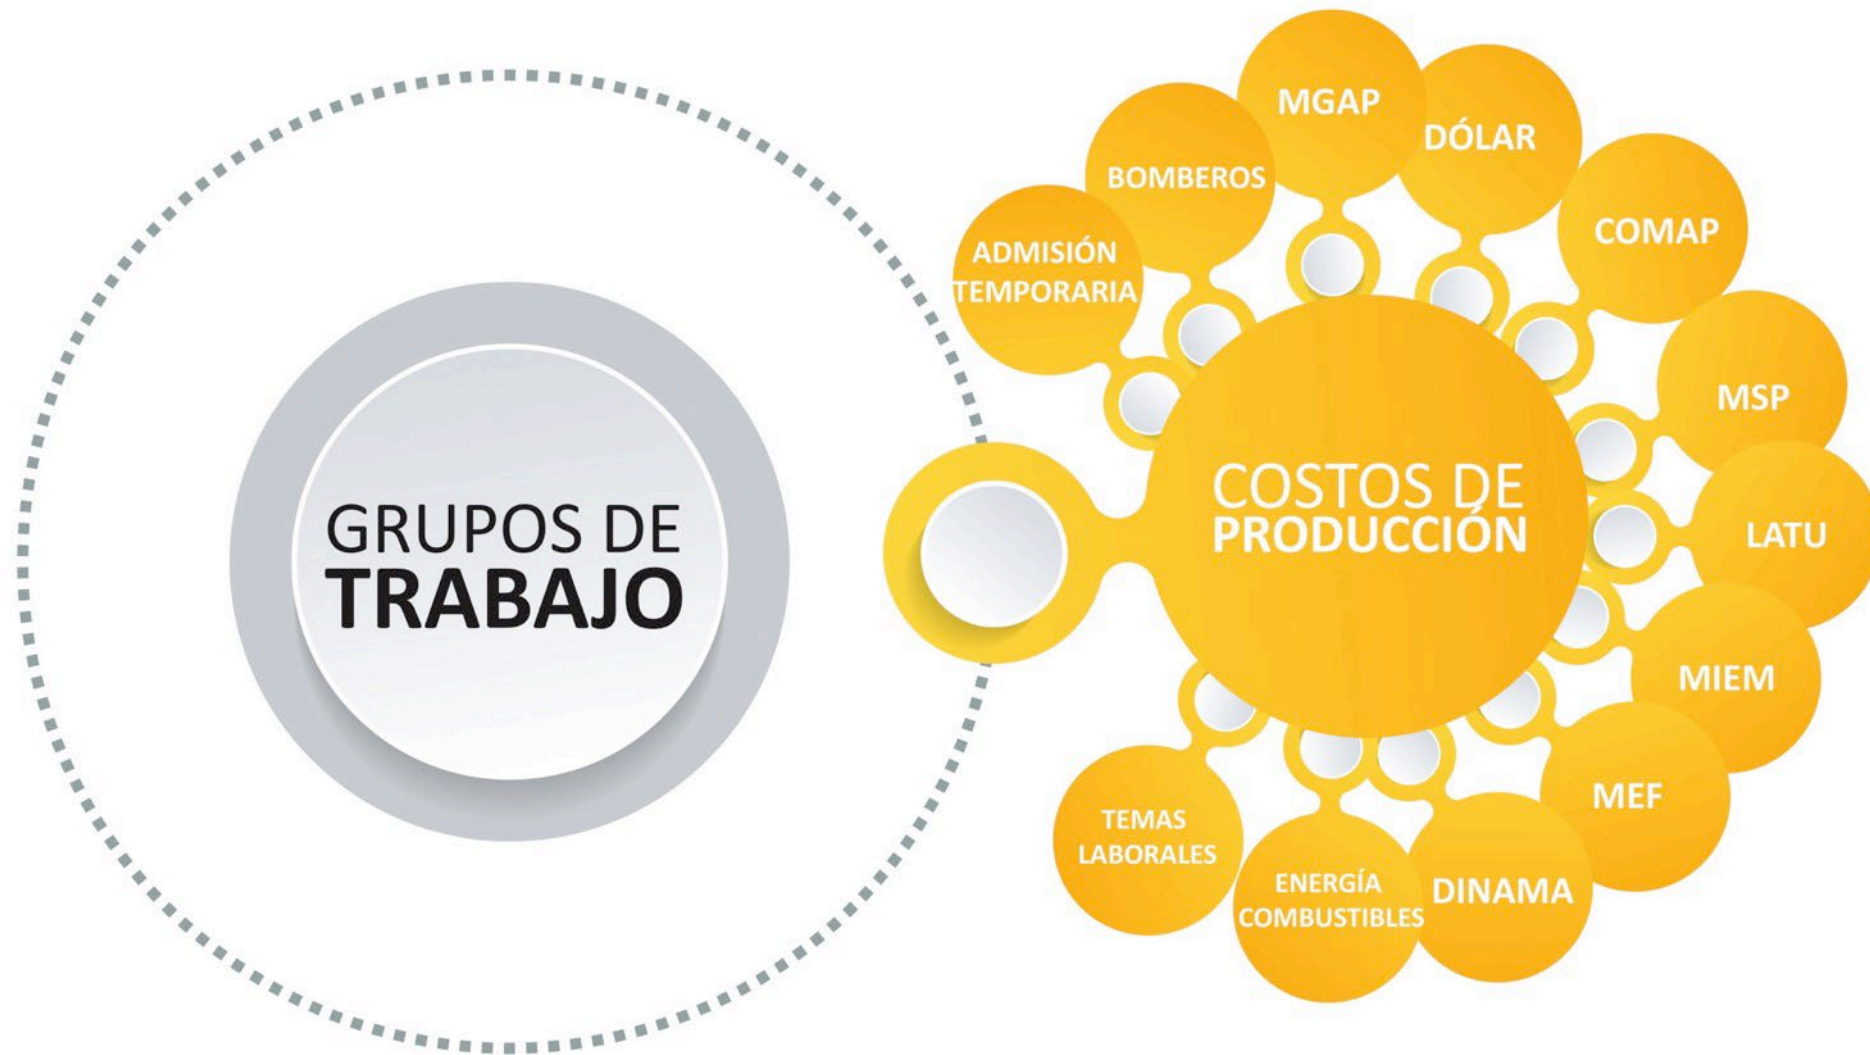 GRUPOS DE
TRABAJO
COSTOS DE
PRODUCCIÓN
ADMISIÓN
TEMPORARIA
BOMBEROS
MGAP
DÓLAR
COMAP
MSP
LATU
MIEM
MEF
DINAMA
ENERGÍA
COMBUSTIBLES
TEMAS
LABORALES